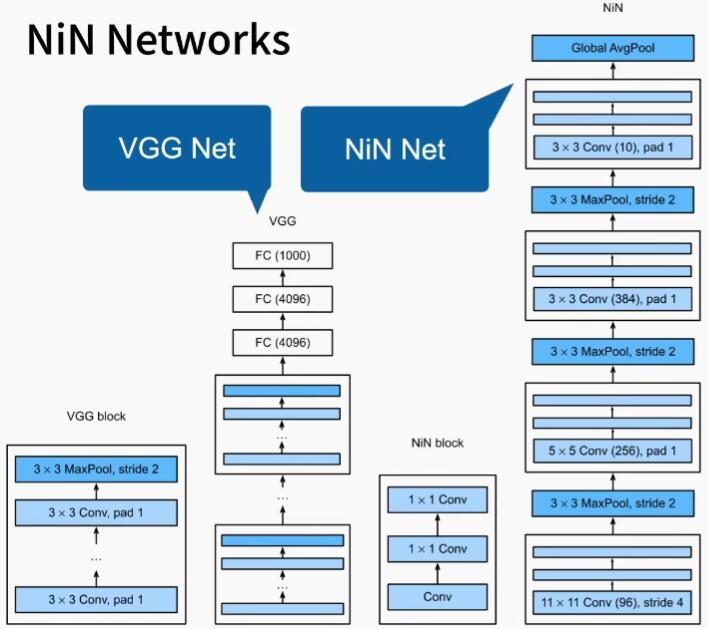 NiN Networks
VGG Net
NiN Net
VGG block
3 × 3 MaxPool, stride 2
3 × 3 Conv, pad 1
...
3 × 3 Conv, pad 1
VGG
FC (1000)
FC (4096)
FC (4096)
...
...
...
NiN block
1 × 1 Conv
1 × 1 Conv
Conv
NiN
Global AvgPool
3 × 3 Conv (10), pad 1
3 × 3 MaxPool, stride 2
3 × 3 Conv (384), pad 1
3 × 3 MaxPool, stride 2
5 × 5 Conv (256), pad 1
3 × 3 MaxPool, stride 2
11 × 11 Conv (96), stride 4